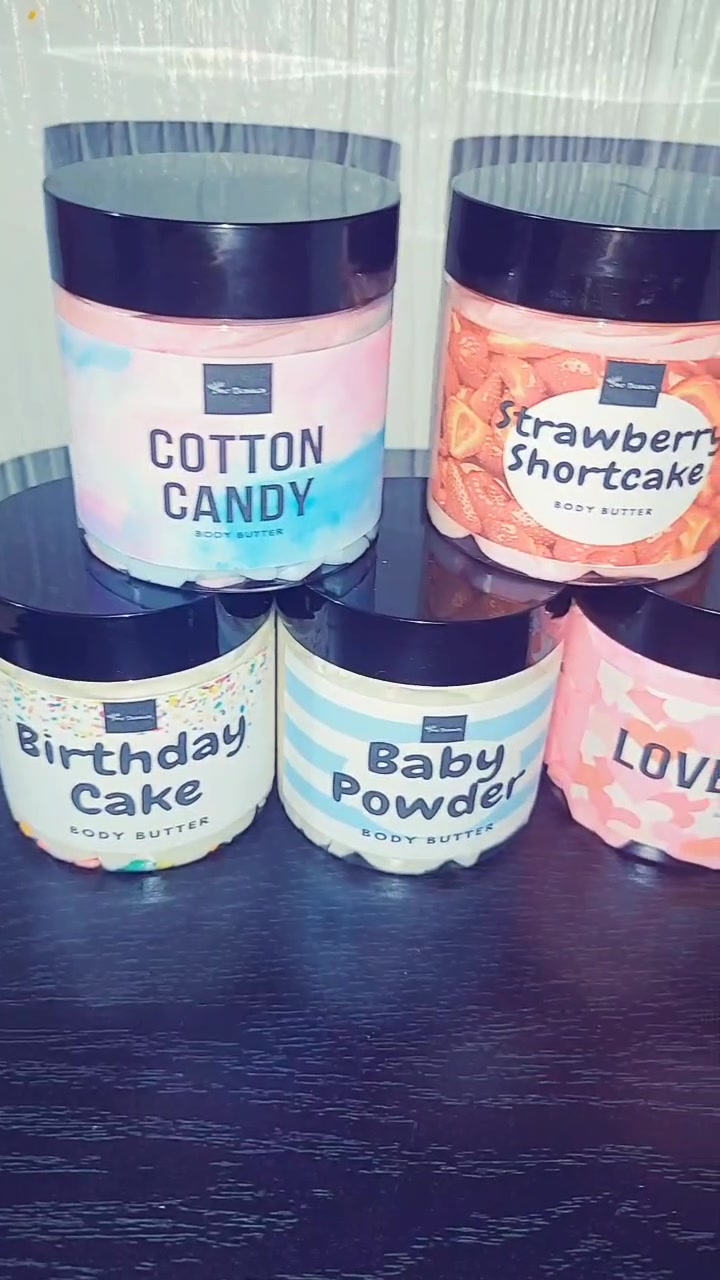 COTTON
CANDY
BODY BUTTER
Strawberry
Shortcake
BODY BUTTER
Birthday
Cake
BODY BUTTER
Baby
Powder
BODY BUTTER
LOVE